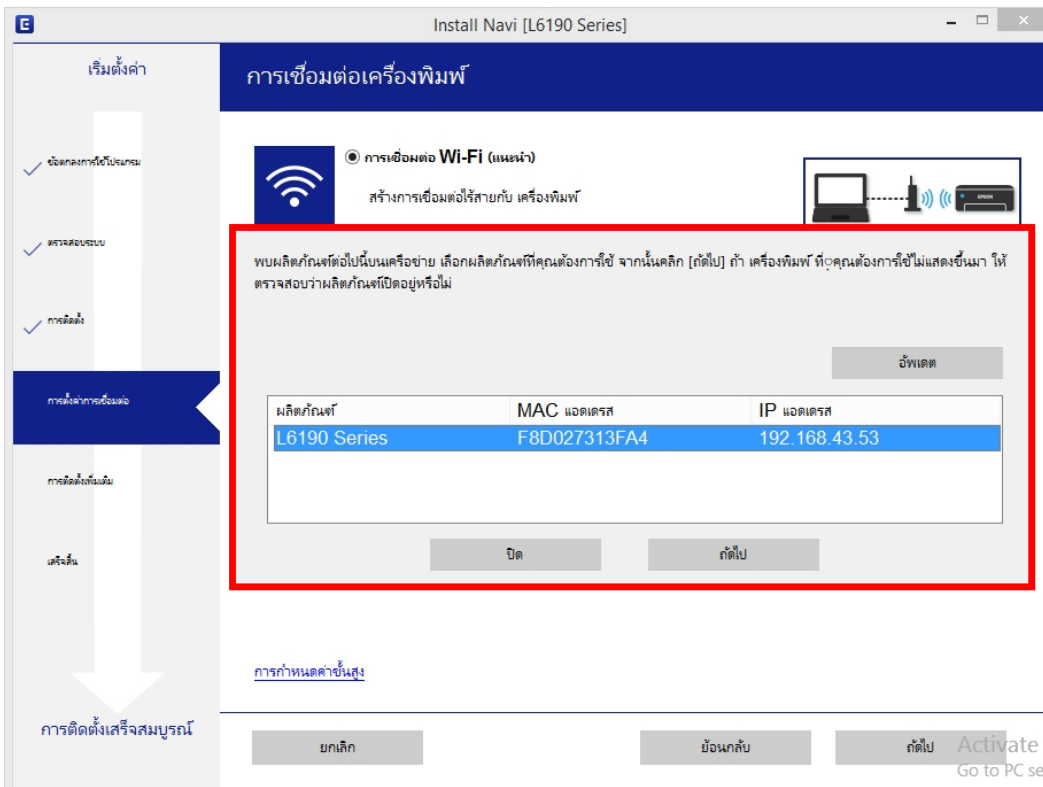 E
Install Navi [L6190 Series]
เริ่มตั้งค่า
การเชื่อมต่อเครื่องพิมพ์
ข้อตกลงการใช้โปรแกรม
ตรวจสอบระบบ
การติดตั้ง
การตั้งค่าการเชื่อมต่อ
การติดตั้งเพิ่มเติม
เสร็จสิ้น
การติดตั้งเสร็จสมบูรณ์
การเชื่อมต่อ Wi-Fi (แนะนำ)
สร้างการเชื่อมต่อไร้สายกับ เครื่องพิมพ์
EPSON
พบผลิตภัณฑ์ต่อไปนี้บนเครือข่าย เลือกผลิตภัณฑ์ที่คุณต้องการใช้ จากนั้นคลิก [ถัดไป] ถ้า เครื่องพิมพ์ ที่คุณต้องการใช้ไม่แสดงขึ้นมา ให้
ตรวจสอบว่าผลิตภัณฑ์เปิดอยู่หรือไม่
อัพเดต
ผลิตภัณฑ์ MAC แอดเดรส IP แอดเดรส
L6190 Series F8D027313FA4 192.168.43.53
ปิด ถัดไป
การกำหนดค่าขั้นสูง
ยกเลิก ย้อนกลับ ถัดไป
Activate
Go to PC se